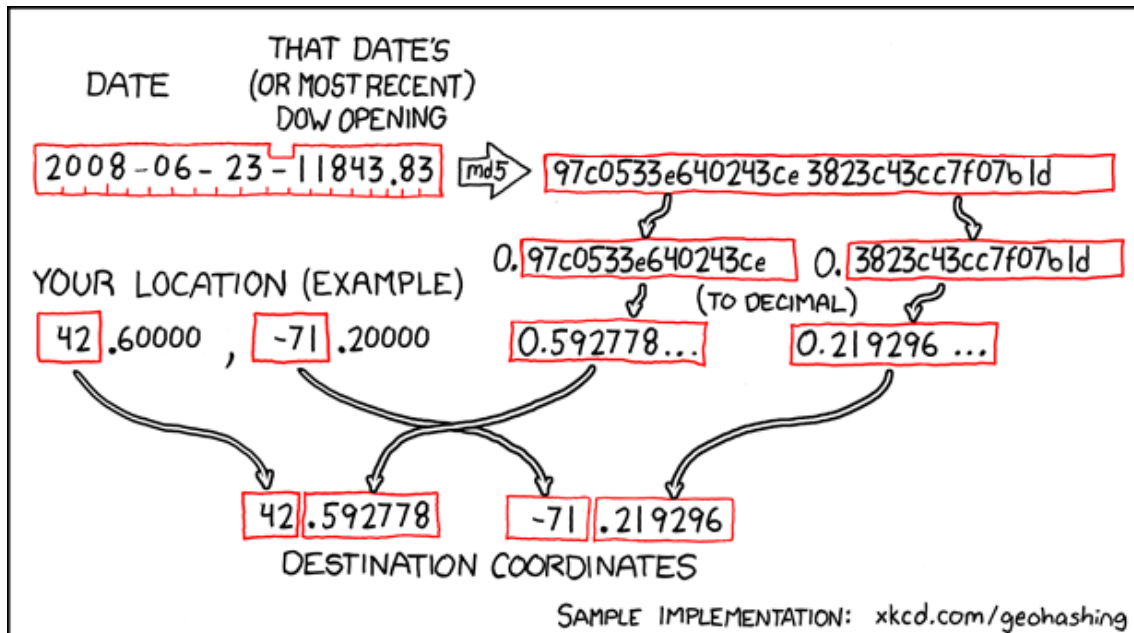 DATE
THAT DATE'S
(OR MOST RECENT)
DOW OPENING
2008-06-23-11843.83
md5
97c0533e640243ce3823c43cc7f07b1d
0.97c0533e640243ce
0.3823c43cc7f07b1d
(TO DECIMAL)
0.592778...
0.219296 ...
YOUR LOCATION (EXAMPLE)
42.60000, -71.20000
42.592778 -71.219296
DESTINATION COORDINATES
SAMPLE IMPLEMENTATION: xkcd.com/geohashing